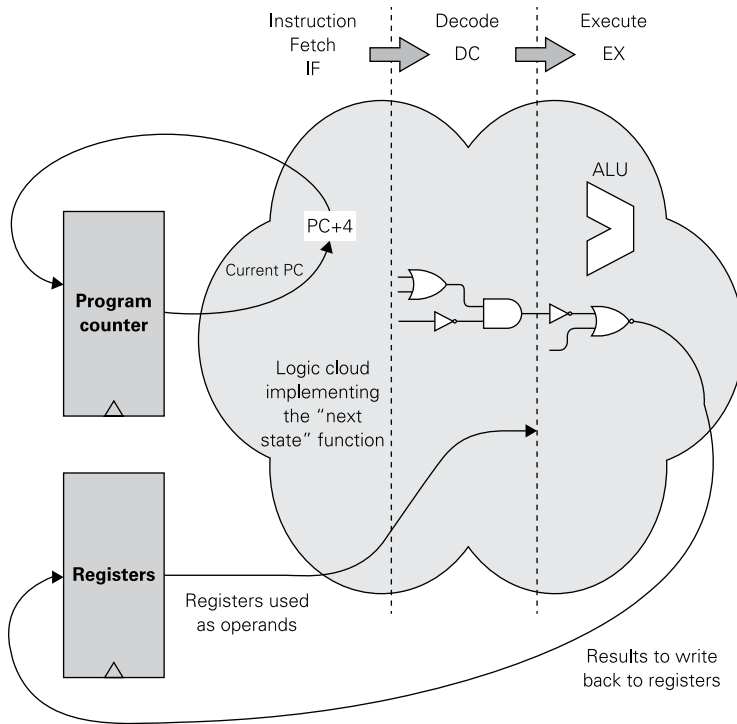 Instruction
Fetch
IF
Decode
DC
Execute
EX
ALU
PC+4
Current PC
Program
counter
Logic cloud
implementing
the “next
state” function
Registers
Registers used
as operands
Results to write
back to registers